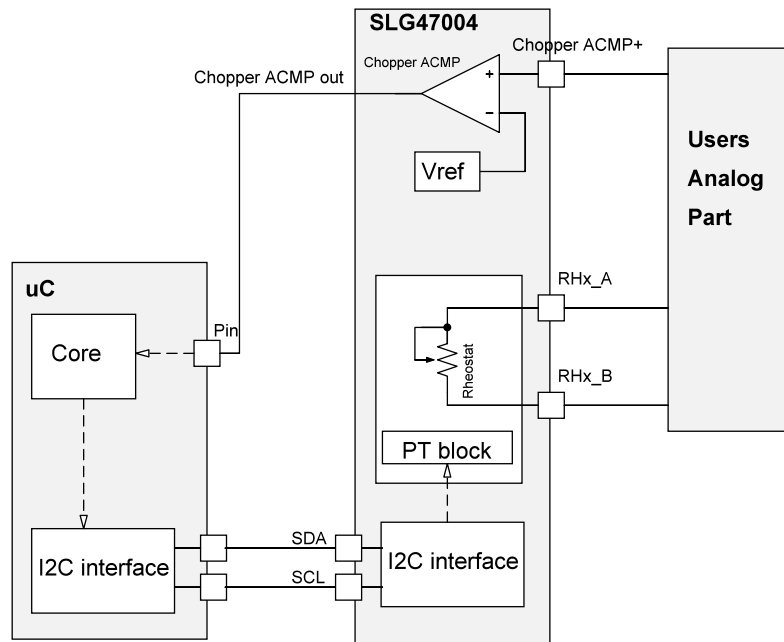 SLG47004
Chopper ACMP+
Chopper ACMP
Chopper ACMP out
+
−
Vref
Users
Analog
Part
uC
RHx_A
Pin
Core
Rheostat
RHx_B
PT block
SDA
I2C interface
I2C interface
SCL